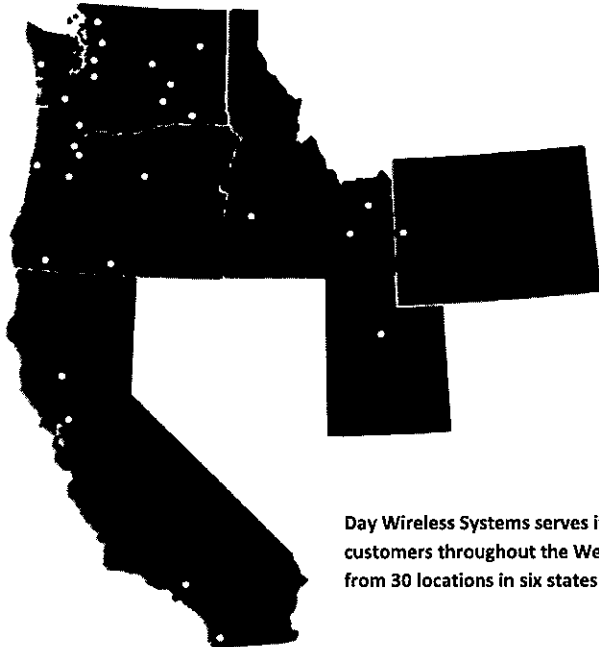 Day Wireless Systems serves i
customers throughout the We
from 30 locations in six states